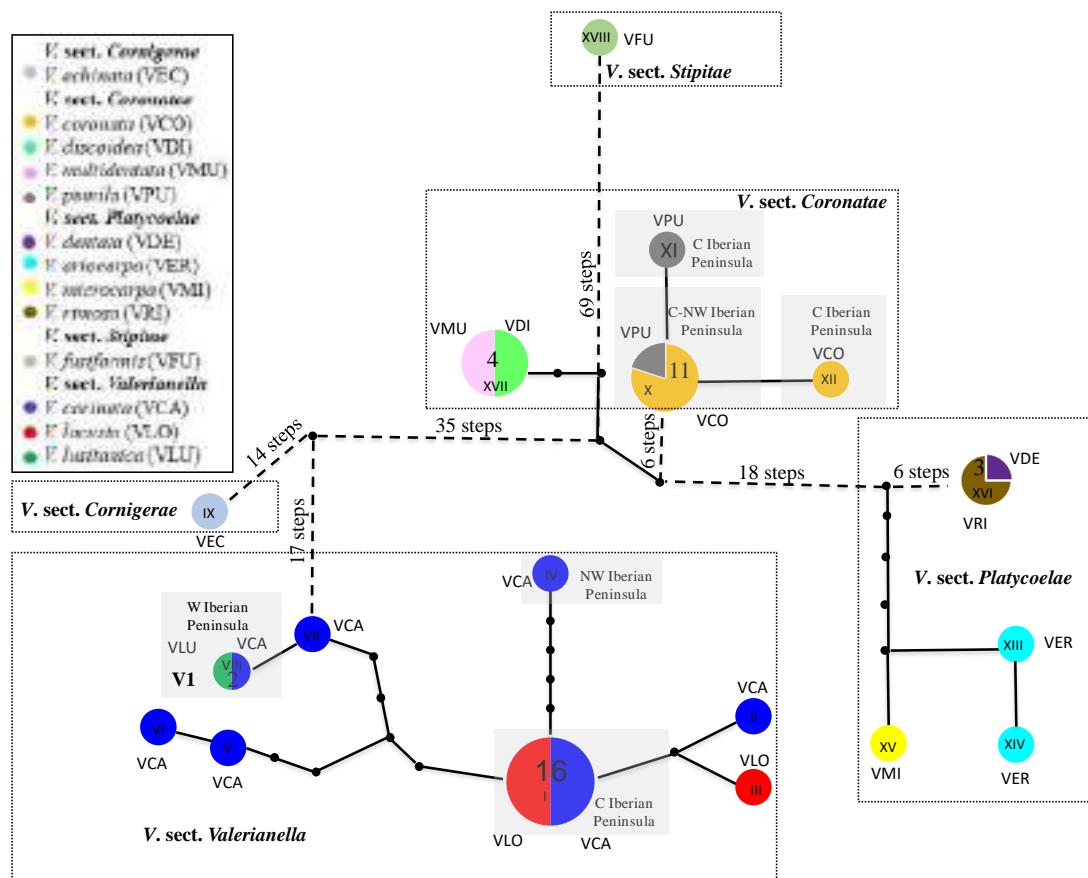 V. sect. Cornigerae
V. echinata (VEC)
V. sect. Coronatae
V. coronata (VCO)
V. discoidea (VDI)
V. multidentata (VMU)
V. pumila (VPU)
V. sect. Platycoelae
V. dentata (VDE)
V. eriocarpa (VER)
V. microcarpa (VMI)
V. rimosa (VRI)
V. sect. Stipitae
V. fusiformis (VFU)
V. sect. Valerianella
V. carinata (VCA)
V. locusta (VLO)
V. lusitanica (VLU)
XVIII
VFU
V. sect. Stipitae
69 steps
V. sect. Coronatae
VPU
XI
C Iberian
Peninsula
VMU
VDI
4
XVII
VPU
C-NW Iberian
Peninsula
11
X
VCO
C Iberian
Peninsula
VCO
XII
35 steps
6 steps
14 steps
17 steps
18 steps
6 steps
V. sect. Cornigerae
IX
VEC
3
XVI
VDE
VRI
V. sect. Platycoelae
XIII
VER
XIV
VER
XV
VMI
W Iberian
Peninsula
VLU
VCA
VIII
2
V1
VII
VCA
VI
VCA
V
VCA
VCA
IV
NW Iberian
Peninsula
16
I
C Iberian
Peninsula
VLO
VCA
VCA
II
VLO
III
V. sect. Valerianella